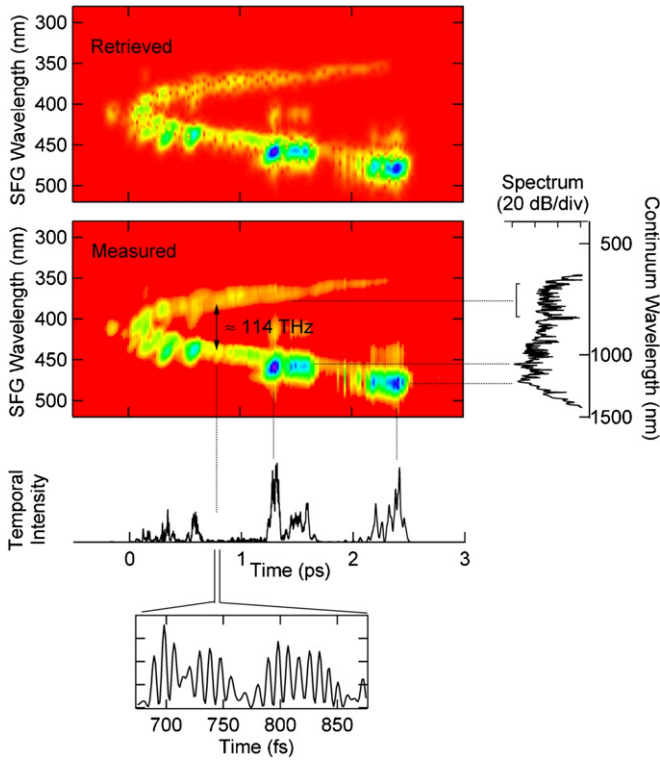 300
350
400
450
500
SFG Wavelength (nm)
Retrieved
300
350
400
450
500
SFG Wavelength (nm)
Measured
≈ 114 THz
Spectrum
(20 dB/div)
500
1000
1500
Continuum Wavelength (nm)
Temporal
Intensity
0 1 2 3
Time (ps)
700 750 800 850
Time (fs)